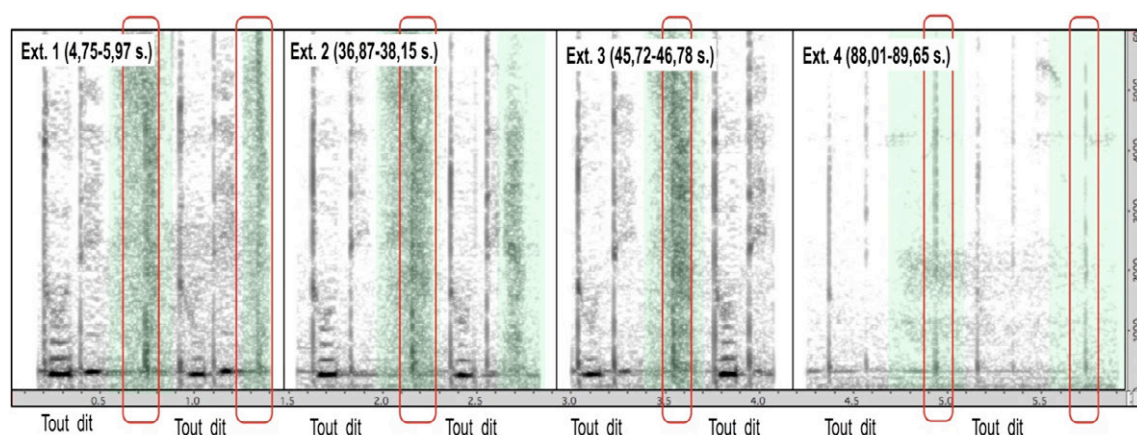 Ext. 1 (4,75-5,97 s.) Ext. 2 (36,87-38,15 s.) Ext. 3 (45,72-46,78 s.) Ext. 4 (88,01-89,65 s.)
0.5 1.0 1.5 2.0 2.5 3.0 3.5 4.0 4.5 5.0 5.5
Tout dit Tout dit Tout dit Tout dit Tout dit Tout dit Tout dit Tout dit